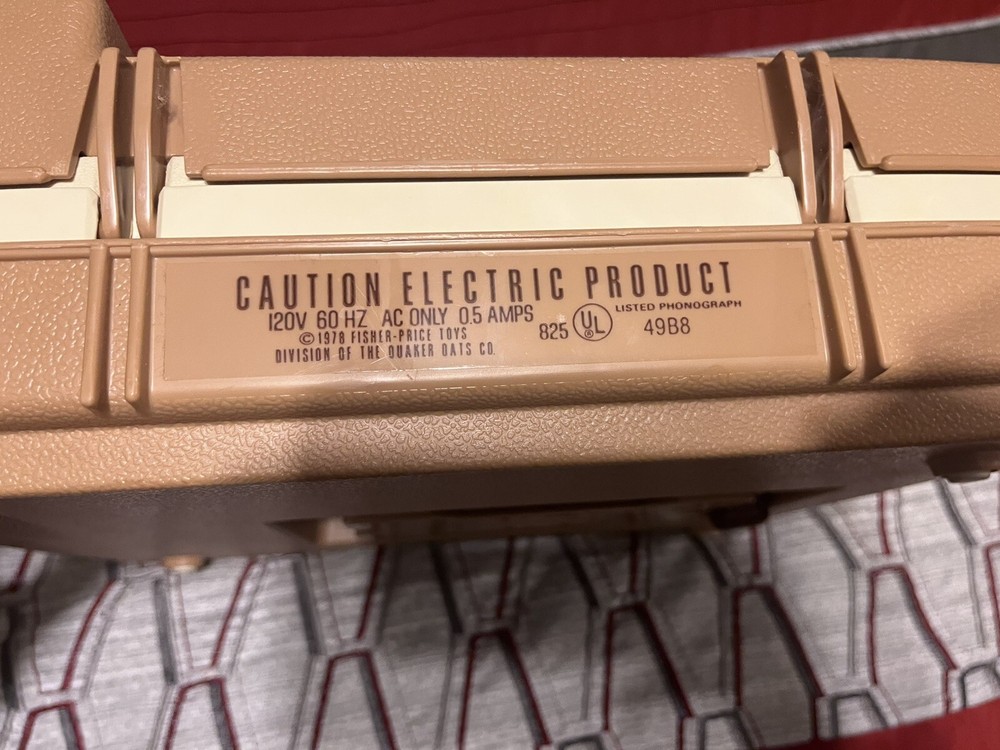 CAUTION ELECTRIC PRODUCT
120V 60 HZ AC ONLY 0.5 AMPS
© 1978 FISHER-PRICE TOYS
DIVISION OF THE QUAKER OATS CO.
825 UL ® LISTED PHONOGRAPH
49B8